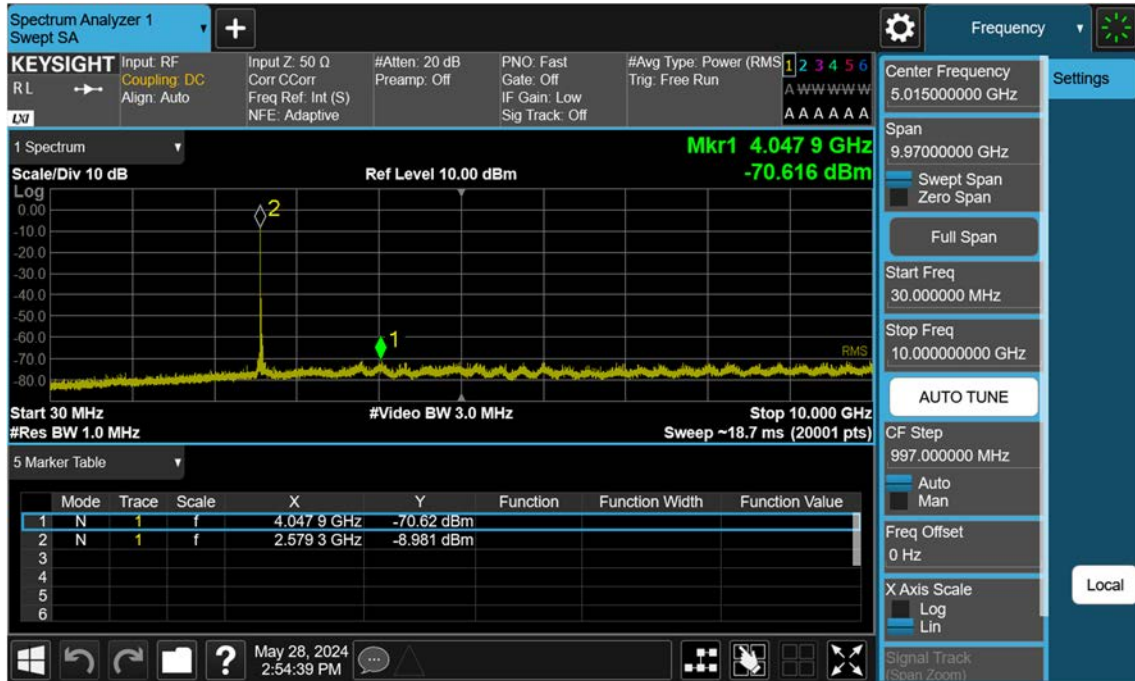 Spectrum Analyzer 1
Swept SA
Frequency
KEYSIGHT
R L
LXI
Input: RF
Coupling: DC
Align: Auto
Input Z: 50 Ω
Corr CCorr
Freq Ref: Int (S)
NFE: Adaptive
#Atten: 20 dB
Preamp: Off
PNO: Fast
Gate: Off
IF Gain: Low
Sig Track: Off
#Avg Type: Power (RMS
Trig: Free Run
1 2 3 4 5 6
A W W W W W
A A A A A A
1 Spectrum
Mkr1 4.047 9 GHz
-70.616 dBm
Scale/Div 10 dB
Ref Level 10.00 dBm
Log
0.00
-10.0
-20.0
-30.0
-40.0
-50.0
-60.0
-70.0
-80.0
2
1
RMS
Start 30 MHz
#Video BW 3.0 MHz
Stop 10.000 GHz
#Res BW 1.0 MHz
Sweep ~18.7 ms (20001 pts)
5 Marker Table
Mode Trace Scale X Y Function Function Width Function Value
1 N 1 f 4.047 9 GHz -70.62 dBm
2 N 1 f 2.579 3 GHz -8.981 dBm
3
4
5
6
May 28, 2024
2:54:39 PM
Center Frequency
5.015000000 GHz
Span
9.97000000 GHz
Swept Span
Zero Span
Full Span
Start Freq
30.000000 MHz
Stop Freq
10.000000000 GHz
AUTO TUNE
CF Step
997.000000 MHz
Auto
Man
Freq Offset
0 Hz
X Axis Scale
Log
Lin
Signal Track
(Span Zoom)
Settings
Local